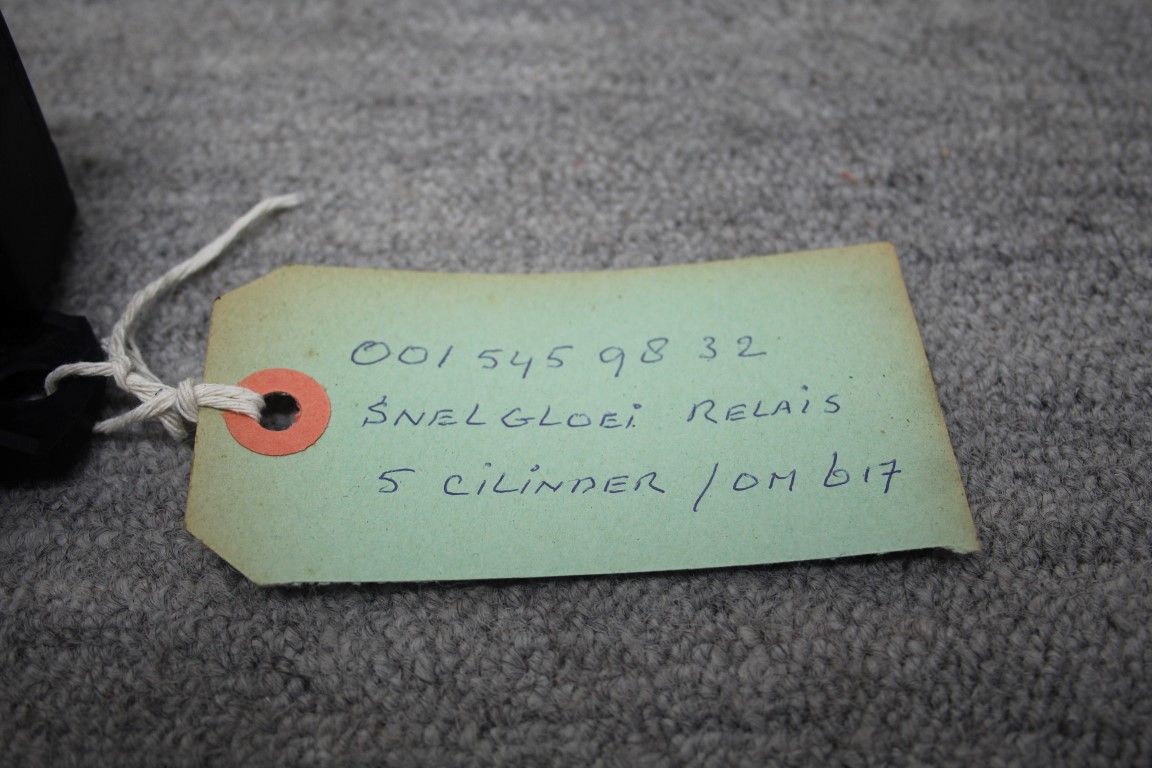 001 545 98 32
SNELGLOEi RELAiS
5 CiLiNDER / OM 617